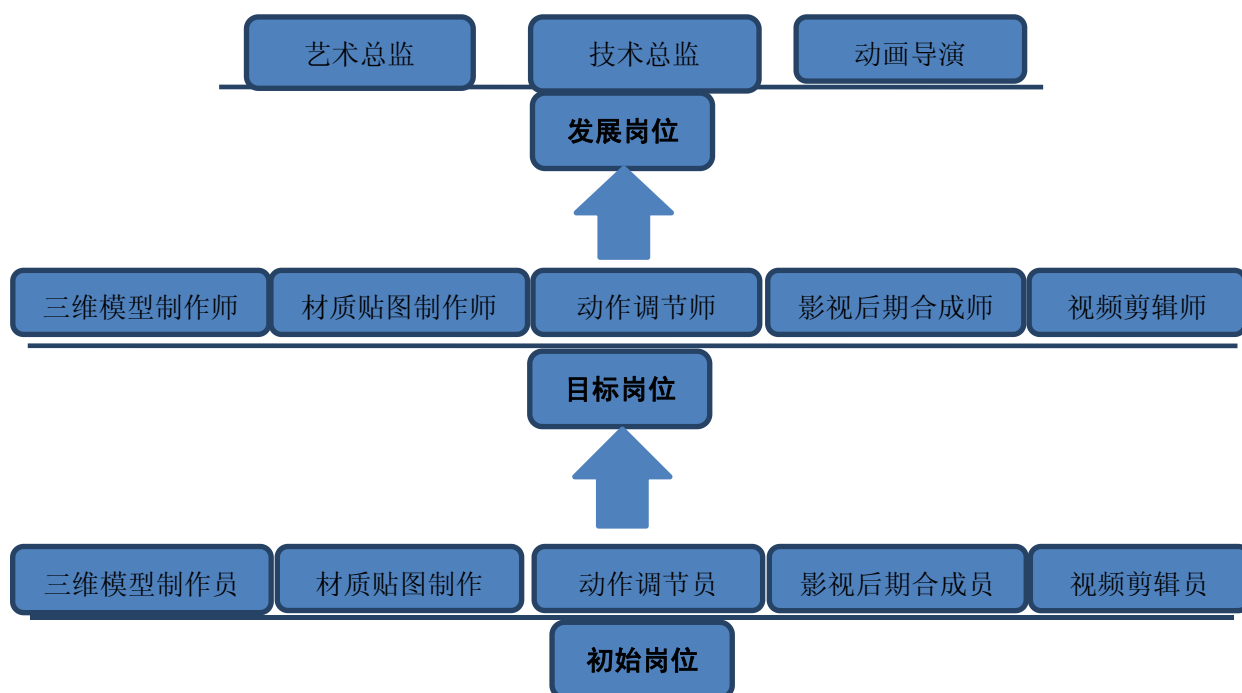 艺术总监 技术总监 动画导演
发展岗位
三维模型制作师 材质贴图制作师 动作调节师 影视后期合成师 视频剪辑师
目标岗位
三维模型制作员 材质贴图制作 动作调节员 影视后期合成员 视频剪辑员
初始岗位